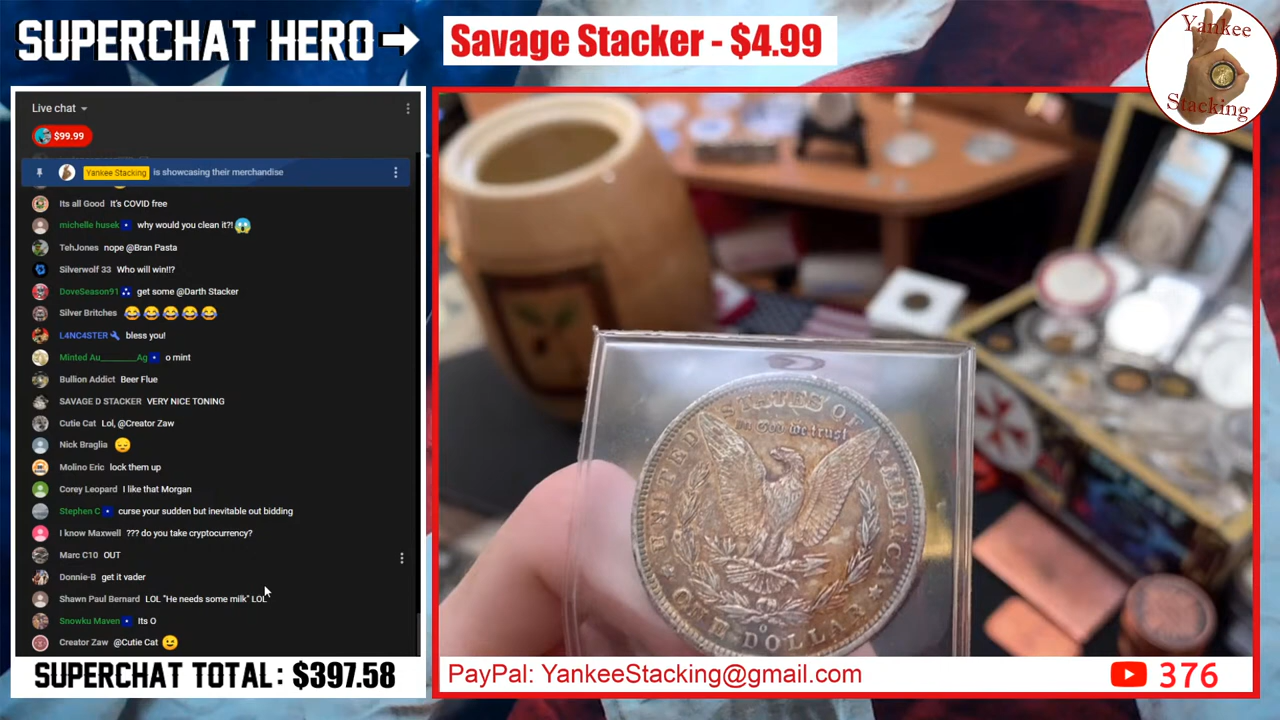 SUPERCHAT HERO
Savage Stacker - $4.99
Yankee
Stacking
Live chat
$99.99
Yankee Stacking is showcasing their merchandise
Its all Good It's COVID free
michelle husek why would you clean it?!
TehJones nope @Bran Pasta
Silverwolf 33 Who will win!!?
DoveSeason91 get some @Darth Stacker
Silver Britches
L4NC4STER bless you!
Minted Au_______Ag o mint
Bullion Addict Beer Flue
SAVAGE D STACKER VERY NICE TONING
Cutie Cat Lol, @Creator Zaw
Nick Braglia
Molino Eric lock them up
Corey Leopard I like that Morgan
Stephen C curse your sudden but inevitable out bidding
I know Maxwell ??? do you take cryptocurrency?
Marc C10 OUT
Donnie-B get it vader
Shawn Paul Bernard LOL "He needs some milk" LOL
Snowku Maven Its O
Creator Zaw @Cutie Cat
SUPERCHAT TOTAL: $397.58
UNITED STATES OF AMERICA
In God we trust
ONE DOLLAR
O
PayPal: YankeeStacking@gmail.com
376